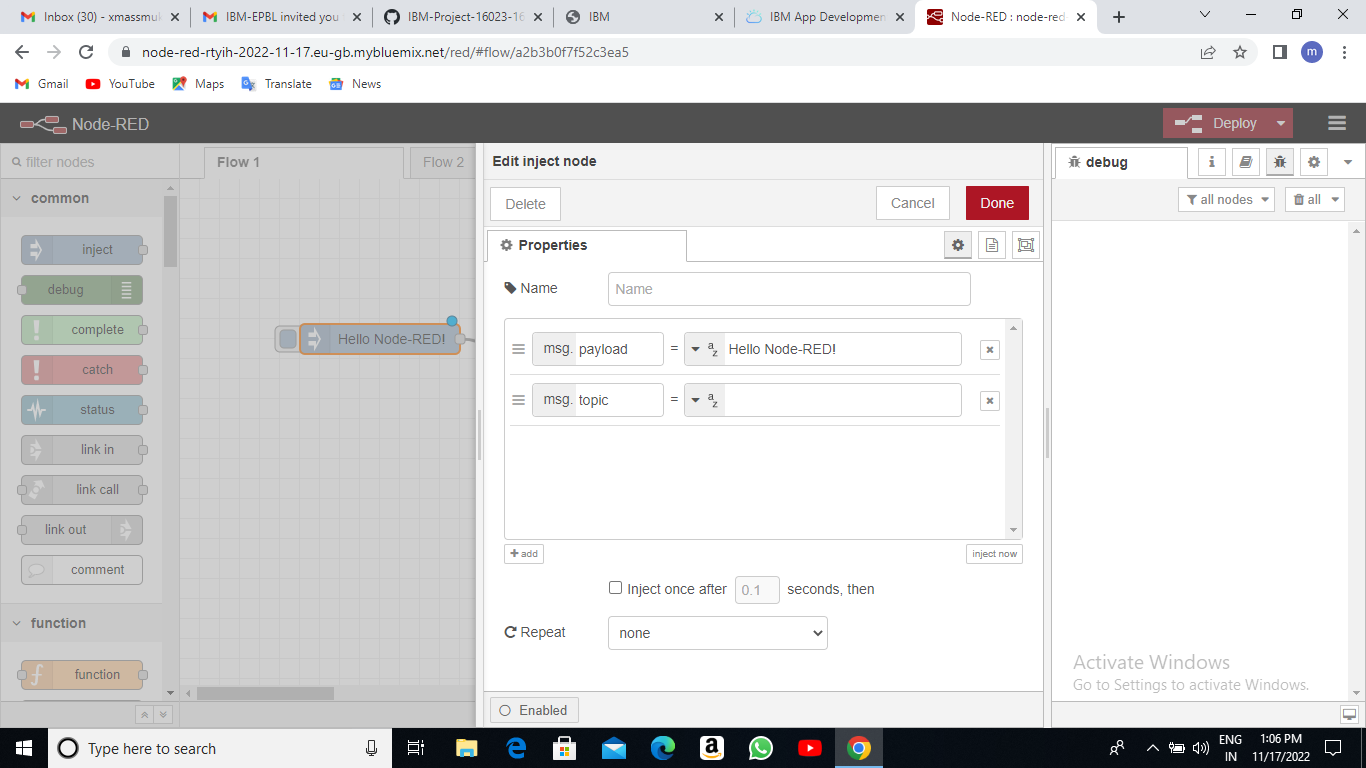 Inbox (30) - xmassmuk
IBM-EPBL invited you
IBM-Project-16023-16
IBM
IBM App Developmen
Node-RED : node-red
node-red-rtyih-2022-11-17.eu-gb.mybluemix.net/red/#flow/a2b3b0f7f52c3ea5
m
Gmail
YouTube
Maps
Translate
News
Node-RED
Deploy
filter nodes
Flow 1
Flow 2
Edit inject node
debug
i
common
Delete
Cancel
Done
all nodes
all
inject
Properties
debug
Name
Name
complete
Hello Node-RED!
msg. payload = az Hello Node-RED!
catch
status
msg. topic = az
link in
link call
link out
add
inject now
comment
Inject once after 0.1 seconds, then
function
Repeat
none
function
Activate Windows
Go to Settings to activate Windows.
Enabled
Type here to search
ENG
IN
1:06 PM
11/17/2022